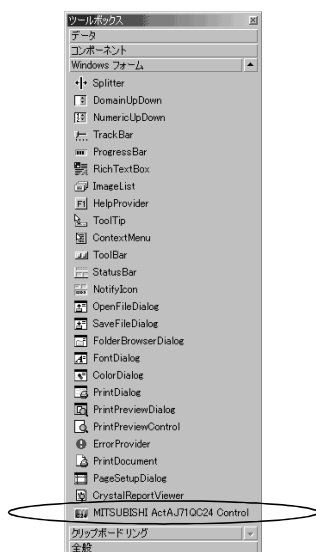 ツールボックス
データ
コンポーネント
Windows フォーム
Splitter
DomainUpDown
NumericUpDown
TrackBar
ProgressBar
RichTextBox
ImageList
HelpProvider
ToolTip
ContextMenu
ToolBar
StatusBar
NotifyIcon
OpenFileDialog
SaveFileDialog
FolderBrowserDialog
FontDialog
ColorDialog
PrintDialog
PrintPreviewDialog
PrintPreviewControl
ErrorProvider
PrintDocument
PageSetupDialog
CrystalReportViewer
MITSUBISHI ActAJ71QC24 Control
クリップボード リング
全般